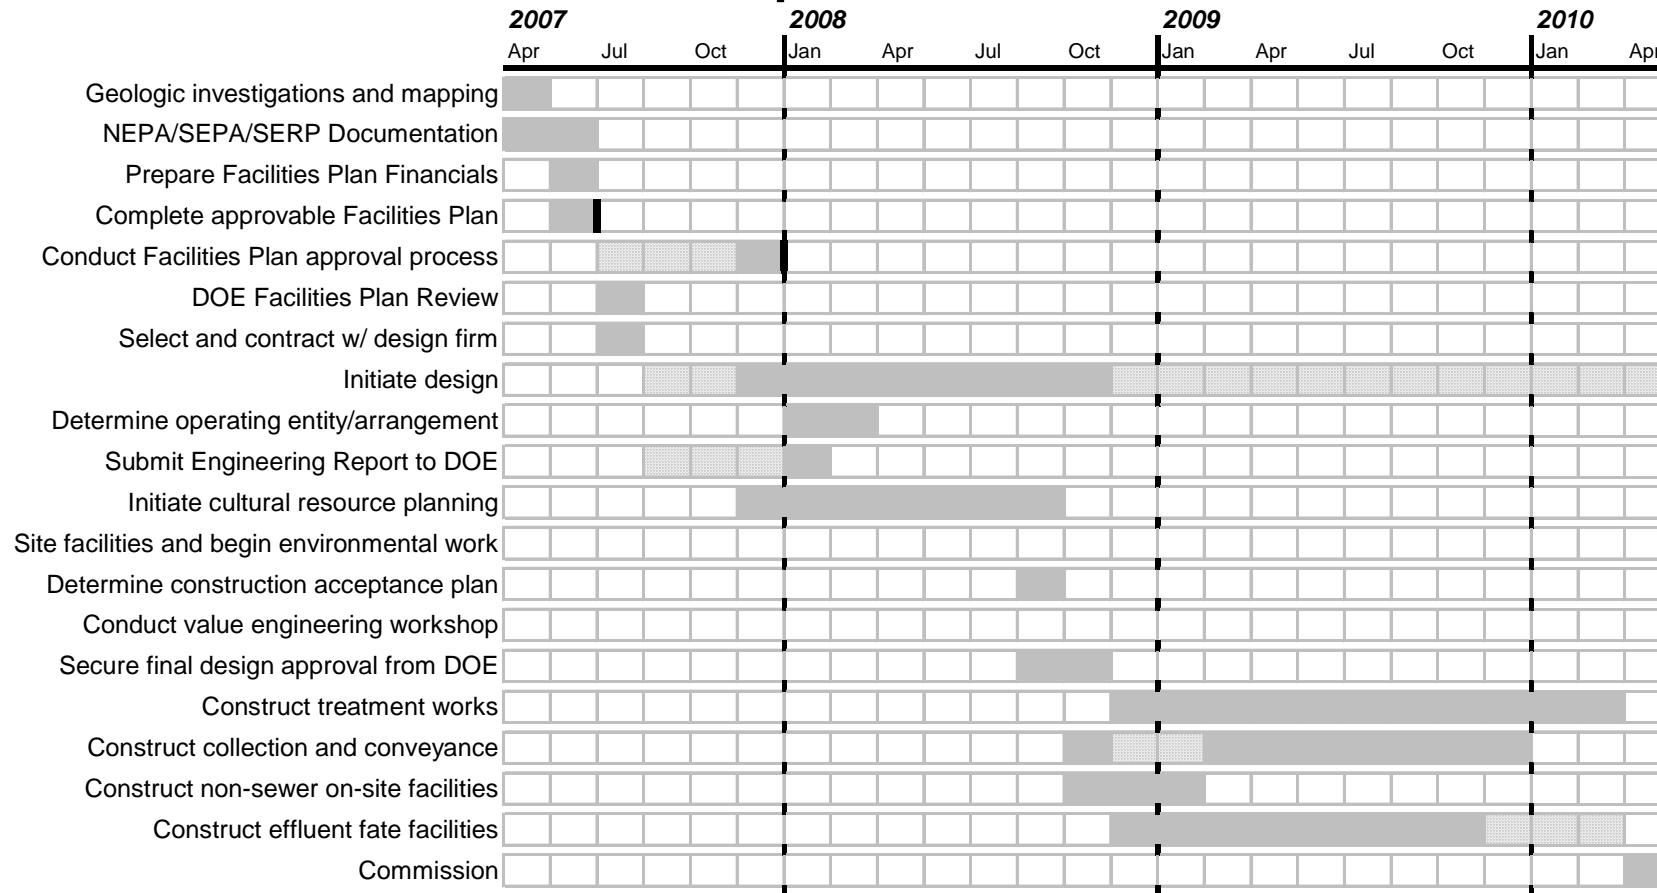 2007 2008 2009 2010
Apr Jul Oct Jan Apr Jul Oct Jan Apr Jul Oct Jan Apr
Geologic investigations and mapping
NEPA/SEPA/SERP Documentation
Prepare Facilities Plan Financials
Complete approvable Facilities Plan
Conduct Facilities Plan approval process
DOE Facilities Plan Review
Select and contract w/ design firm
Initiate design
Determine operating entity/arrangement
Submit Engineering Report to DOE
Initiate cultural resource planning
Site facilities and begin environmental work
Determine construction acceptance plan
Conduct value engineering workshop
Secure final design approval from DOE
Construct treatment works
Construct collection and conveyance
Construct non-sewer on-site facilities
Construct effluent fate facilities
Commission